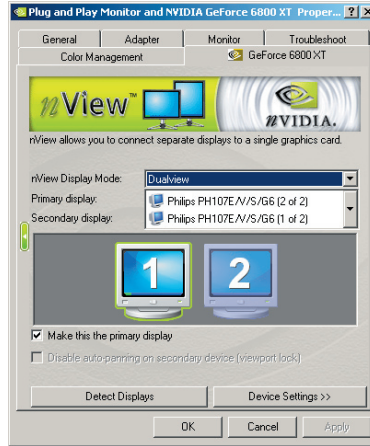 Plug and Play Monitor and NVIDIA GeForce 6800 XT Proper...
General Adapter Monitor Troubleshoot
Color Management GeForce 6800 XT
nView™ nVIDIA.
nView allows you to connect separate displays to a single graphics card.
nView Display Mode: Dualview
Primary display: Philips PH107E/V/S/G6 (2 of 2)
Secondary display: Philips PH107E/V/S/G6 (1 of 2)
1 2
Make this the primary display
Disable auto-panning on secondary device (viewport lock)
Detect Displays Device Settings >>
OK Cancel Apply